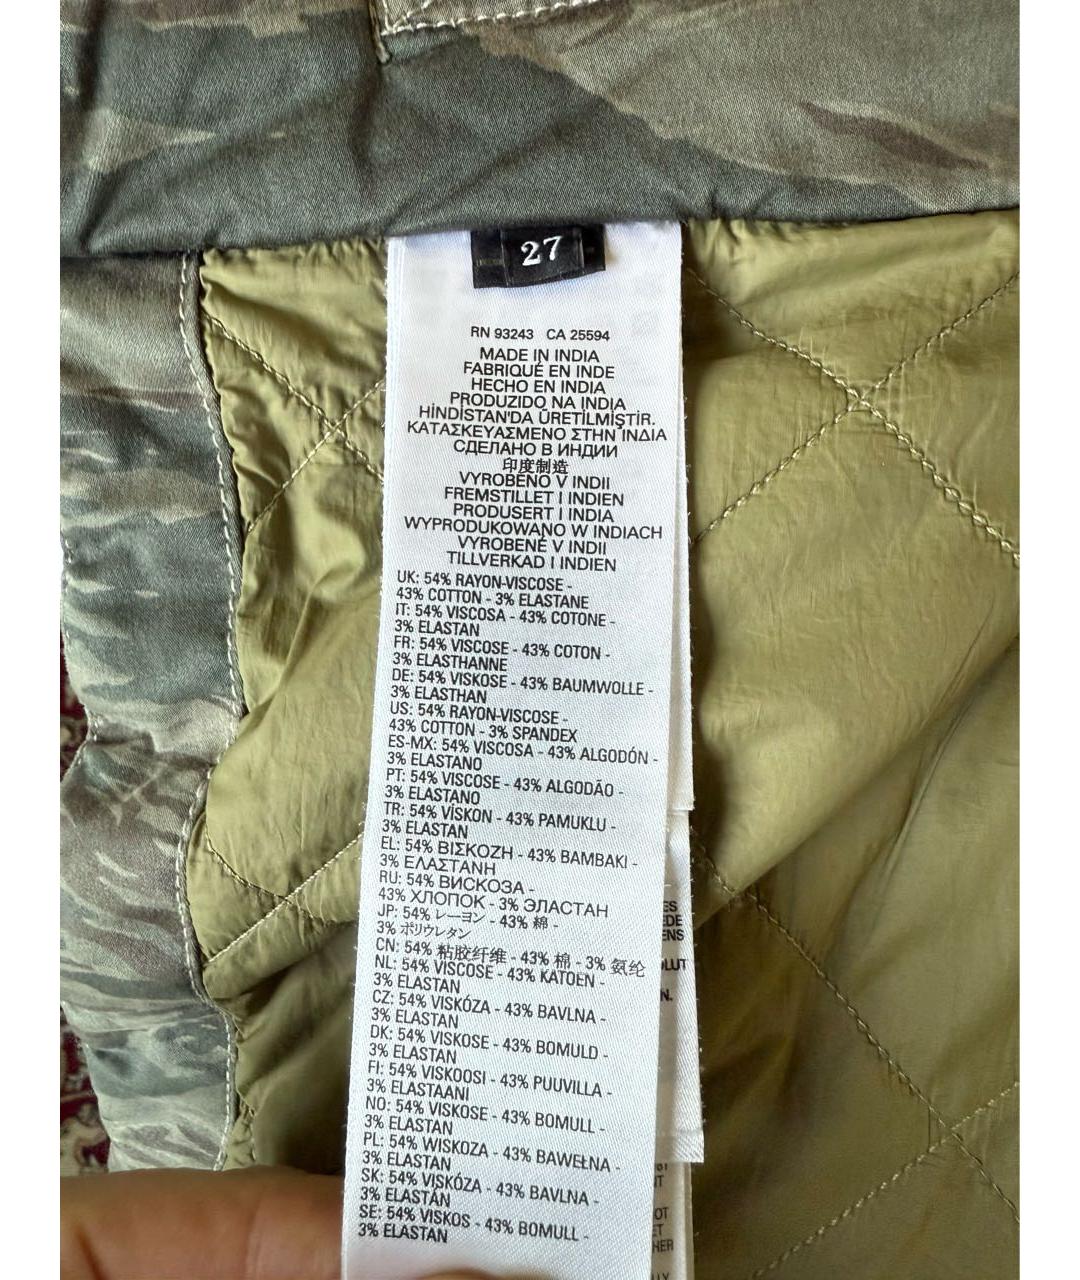 27
RN 93243 CA 25594
MADE IN INDIA
FABRIQUÉ EN INDE
HECHO EN INDIA
PRODUZIDO NA INDIA
HİNDİSTAN'DA ÜRETİLMİŞTİR.
ΚΑΤΑΣΚΕΥΑΣΜΕΝΟ ΣΤΗΝ ΙΝΔΙΑ
СДЕЛАНО В ИНДИИ
印度制造
VYROBENO V INDII
FREMSTILLET I INDIEN
PRODUSERT I INDIA
WYPRODUKOWANO W INDIACH
VYROBENÉ V INDII
TILLVERKAD I INDIEN
UK: 54% RAYON-VISCOSE -
43% COTTON - 3% ELASTANE
IT: 54% VISCOSA - 43% COTONE -
3% ELASTAN
FR: 54% VISCOSE - 43% COTON -
3% ELASTHANNE
DE: 54% VISKOSE - 43% BAUMWOLLE -
3% ELASTHAN
US: 54% RAYON-VISCOSE -
43% COTTON - 3% SPANDEX
ES-MX: 54% VISCOSA - 43% ALGODÓN -
3% ELASTANO
PT: 54% VISCOSE - 43% ALGODÃO -
3% ELASTANO
TR: 54% VİSKON - 43% PAMUKLU -
3% ELASTAN
EL: 54% ΒΙΣΚΟΖΗ - 43% ΒΑΜΒΑΚΙ -
3% ΕΛΑΣΤΑΝΗ
RU: 54% ВИСКОЗА -
43% ХЛОПОК - 3% ЭЛАСТАН
JP: 54% レーヨン - 43% 綿 -
3% ポリウレタン
CN: 54% 粘胶纤维 - 43% 棉 - 3% 氨纶
NL: 54% VISCOSE - 43% KATOEN -
3% ELASTAN
CZ: 54% VISKÓZA - 43% BAVLNA -
3% ELASTAN
DK: 54% VISKOSE - 43% BOMULD -
3% ELASTAN
FI: 54% VISKOOSI - 43% PUUVILLA -
3% ELASTAANI
NO: 54% VISKOSE - 43% BOMULL -
3% ELASTAN
PL: 54% WISKOZA - 43% BAWEŁNA -
3% ELASTAN
SK: 54% VISKÓZA - 43% BAVLNA -
3% ELASTÁN
SE: 54% VISKOS - 43% BOMULL -
3% ELASTAN